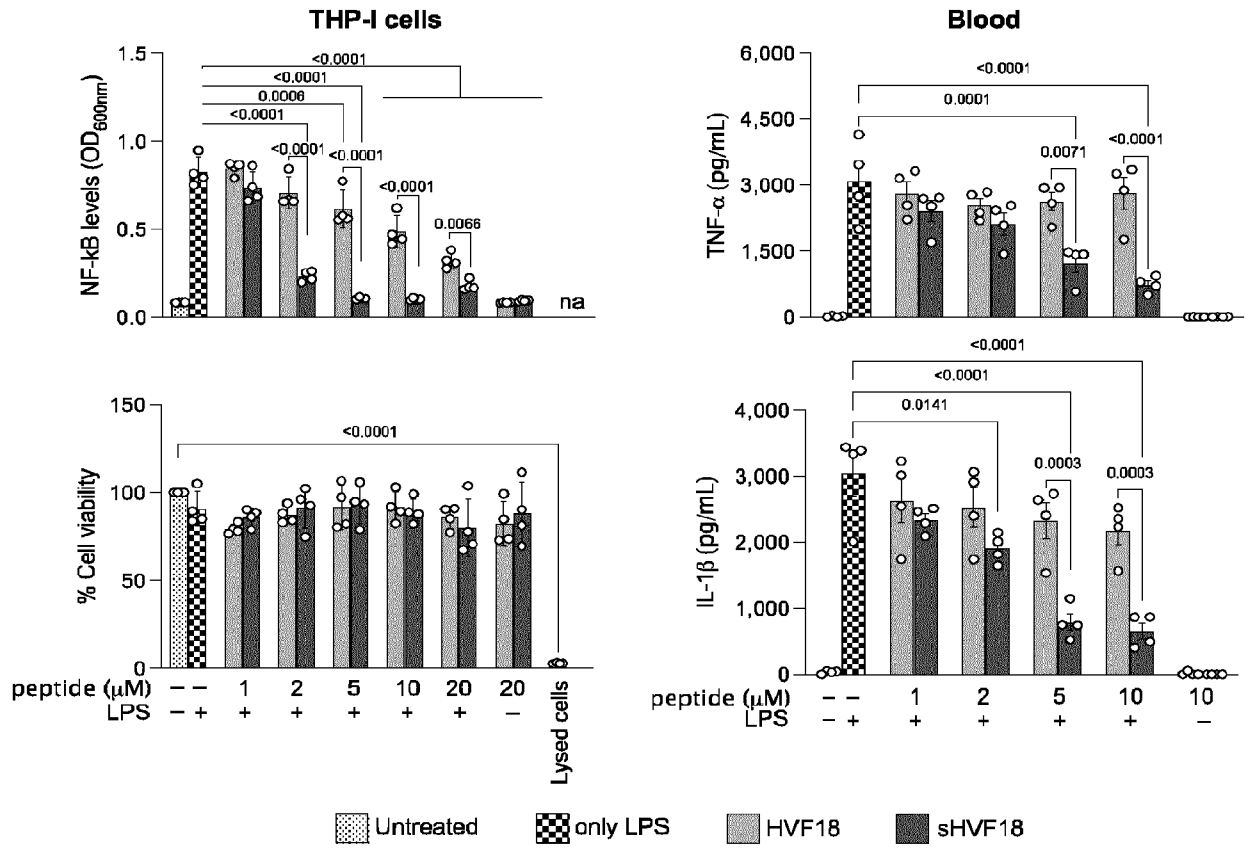 THP-I cells
Blood
NF-kB levels (OD600nm)
1.5
1.0
0.5
0.0
<0.0001
<0.0001
0.0006
<0.0001
<0.0001
<0.0001
<0.0001
0.0066
na
TNF-α (pg/mL)
6,000
4,500
3,000
1,500
0
<0.0001
0.0001
0.0071
<0.0001
% Cell viability
150
100
50
0
<0.0001
peptide (μM) – – 1 2 5 10 20 20
LPS – + + + + + + –
Lysed cells
IL-1β (pg/mL)
4,000
3,000
2,000
1,000
0
<0.0001
<0.0001
0.0141
0.0003
0.0003
peptide (μM) – – 1 2 5 10 10
LPS – + + + + + –
Untreated only LPS HVF18 sHVF18